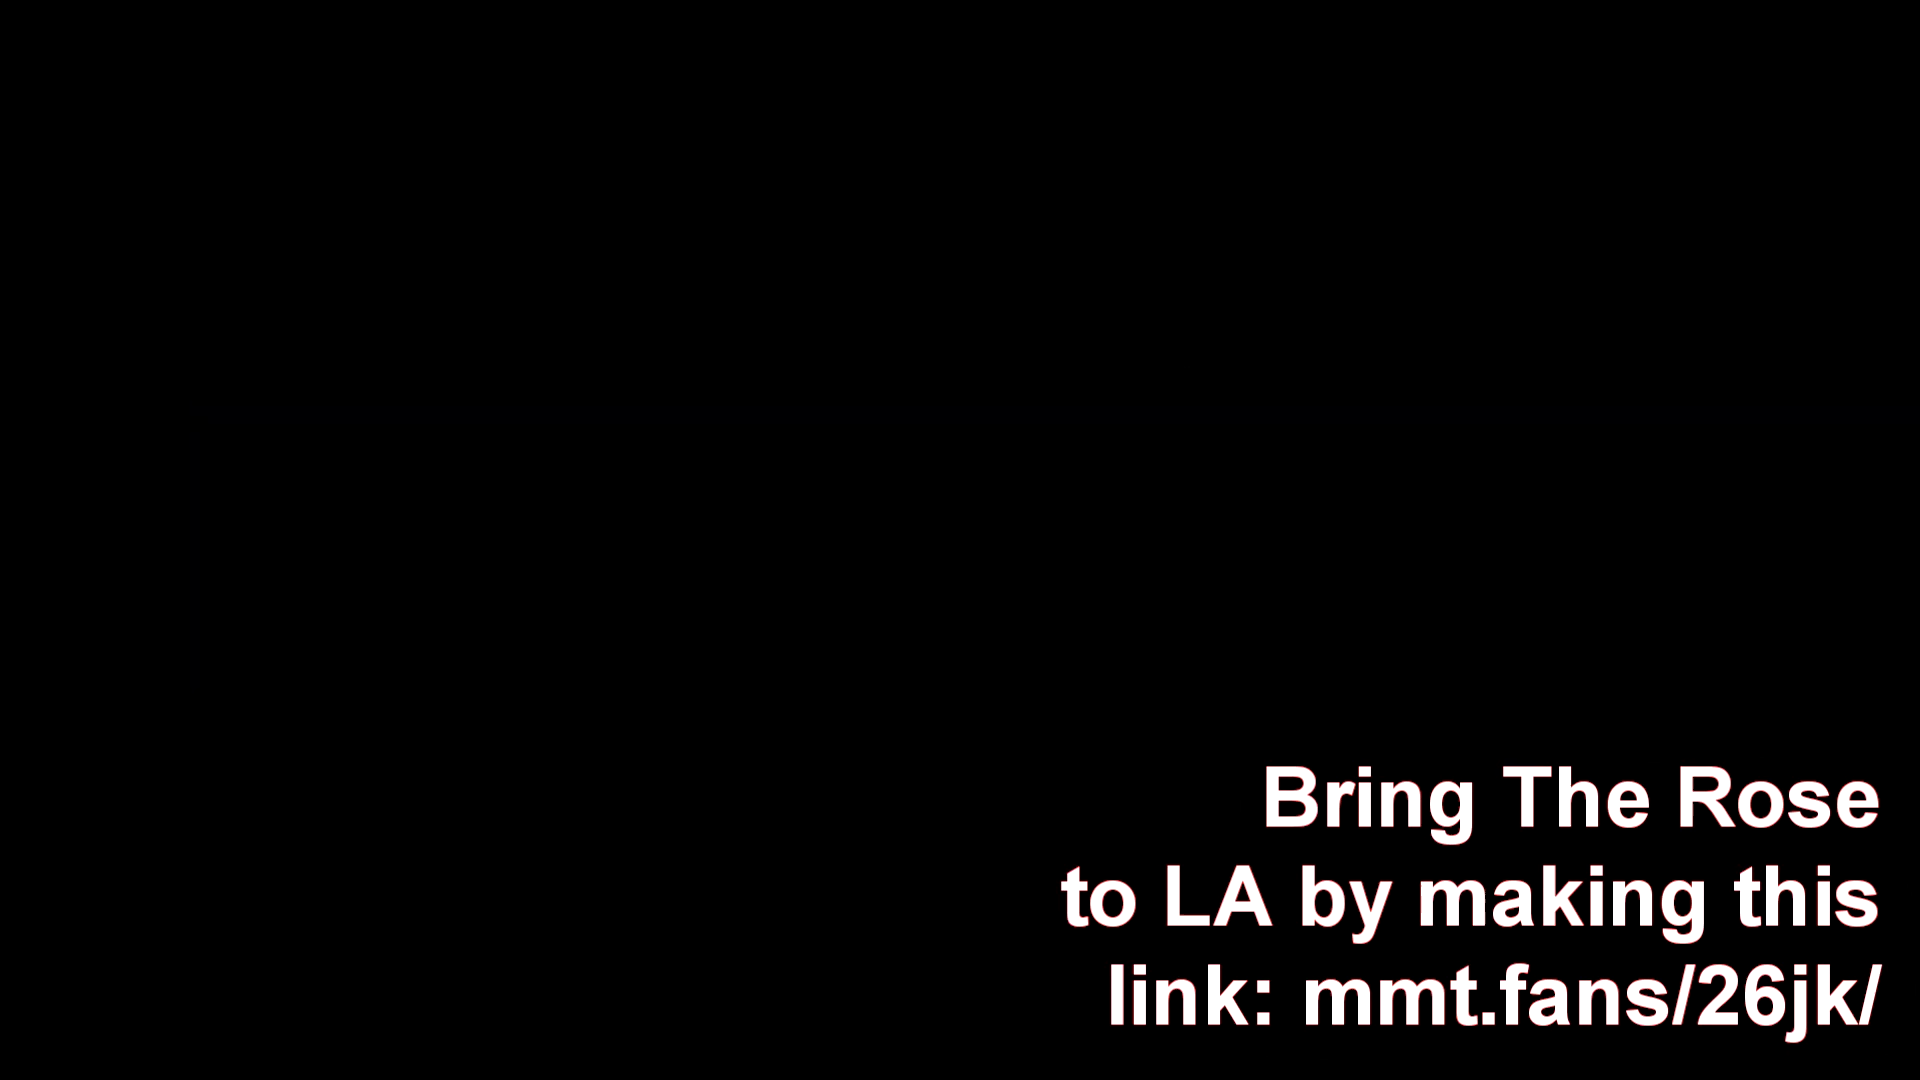 Bring The Rose
to LA by making this
link: mmt.fans/26jk/